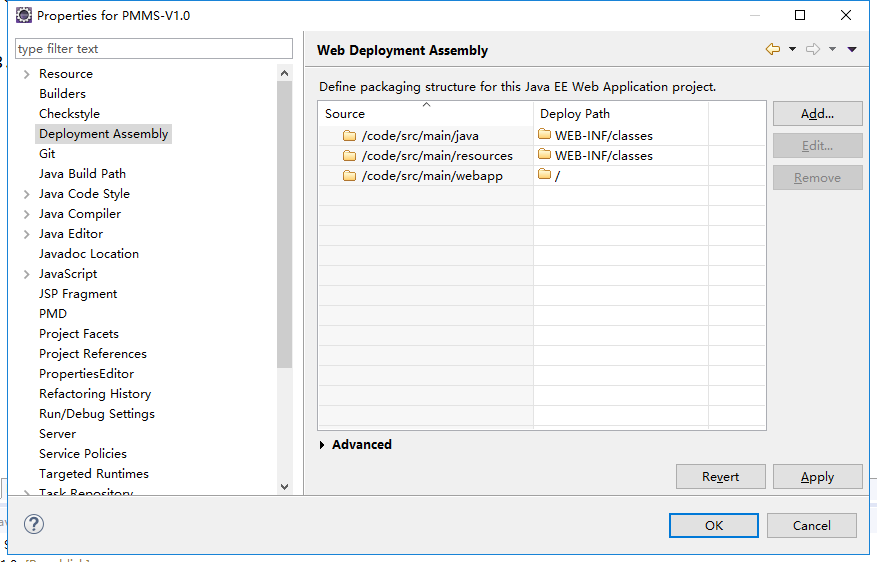 Properties for PMMS-V1.0
type filter text
Resource
Builders
Checkstyle
Deployment Assembly
Git
Java Build Path
Java Code Style
Java Compiler
Java Editor
Javadoc Location
JavaScript
JSP Fragment
PMD
Project Facets
Project References
PropertiesEditor
Refactoring History
Run/Debug Settings
Server
Service Policies
Targeted Runtimes
Task Repository
Web Deployment Assembly
Define packaging structure for this Java EE Web Application project.
Source Deploy Path
/code/src/main/java WEB-INF/classes
/code/src/main/resources WEB-INF/classes
/code/src/main/webapp /
Add...
Edit...
Remove
Advanced
Revert Apply
OK Cancel